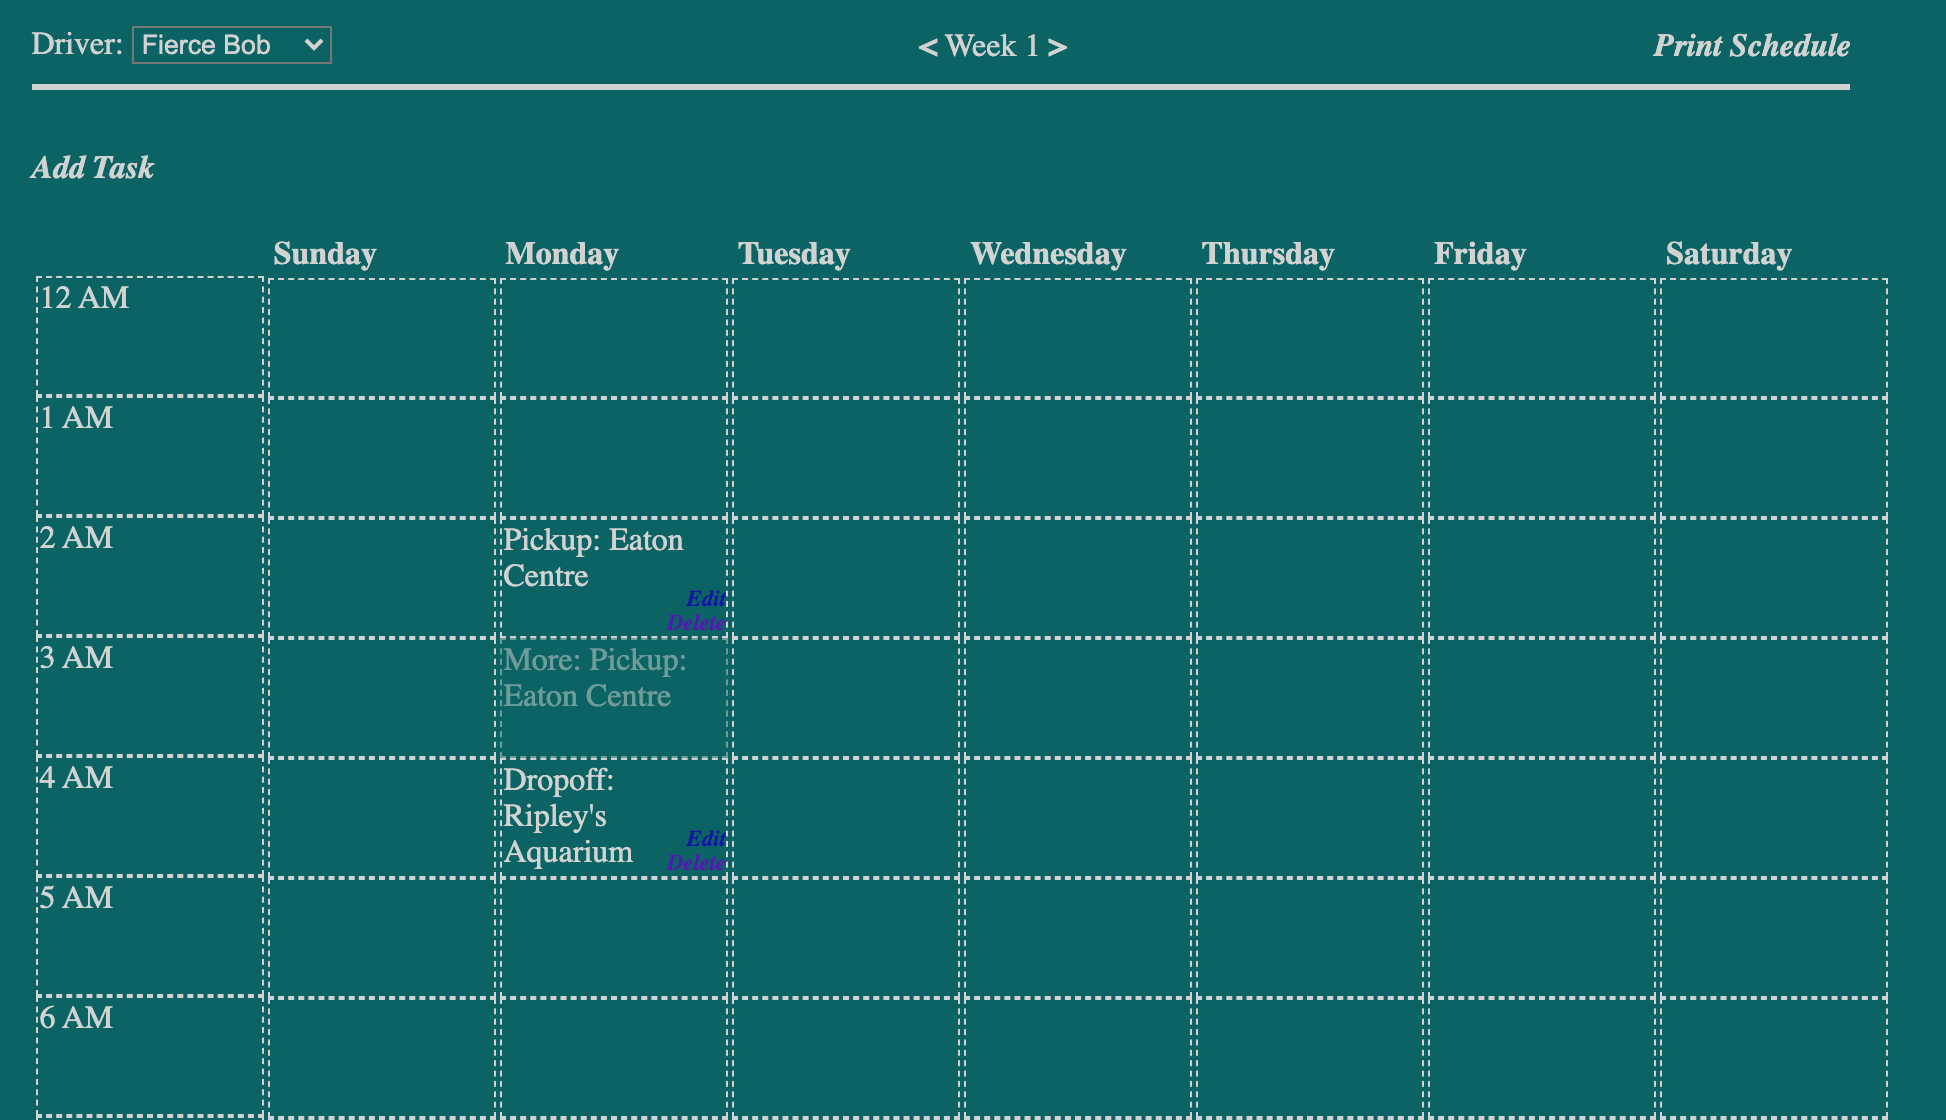 Driver: Fierce Bob
< Week 1 >
Print Schedule
Add Task
Sunday Monday Tuesday Wednesday Thursday Friday Saturday
12 AM
1 AM
2 AM
Pickup: Eaton
Centre
Edit
Delete
3 AM
More: Pickup:
Eaton Centre
4 AM
Dropoff:
Ripley's
Aquarium
Edit
Delete
5 AM
6 AM